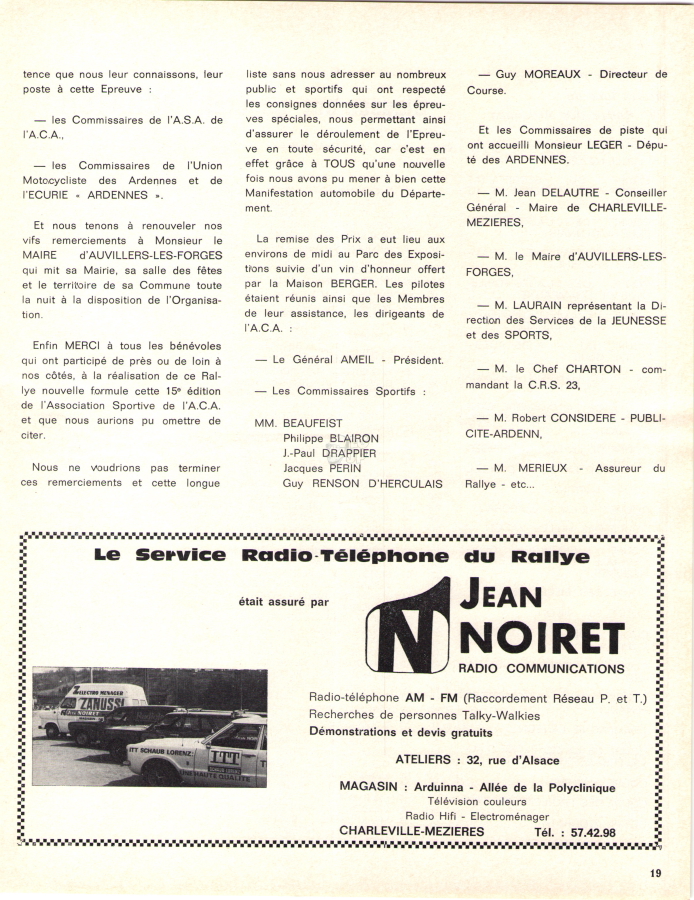 tence que nous leur connaissons, leur
poste à cette Epreuve :
— les Commissaires de l'A.S.A. de
l'A.C.A.,
— les Commissaires de l'Union
Motocycliste des Ardennes et de
l'ECURIE « ARDENNES ».
Et nous tenons à renouveler nos
vifs remerciements à Monsieur le
MAIRE d'AUVILLERS-LES-FORGES
qui mit sa Mairie, sa salle des fêtes
et le territoire de sa Commune toute
la nuit à la disposition de l'Organisa-
tion.
Enfin MERCI à tous les bénévoles
qui ont participé de près ou de loin à
nos côtés, à la réalisation de ce Ral-
lye nouvelle formule cette 15e édition
de l'Association Sportive de l'A.C.A.
et que nous aurions pu omettre de
citer.
Nous ne voudrions pas terminer
ces remerciements et cette longue
liste sans nous adresser au nombreux
public et sportifs qui ont respecté
les consignes données sur les épreu-
ves spéciales, nous permettant ainsi
d'assurer le déroulement de l'Epreu-
ve en toute sécurité, car c'est en
effet grâce à TOUS qu'une nouvelle
fois nous avons pu mener à bien cette
Manifestation automobile du Départe-
ment.
La remise des Prix a eut lieu aux
environs de midi au Parc des Exposi-
tions suivie d'un vin d'honneur offert
par la Maison BERGER. Les pilotes
étaient réunis ainsi que les Membres
de leur assistance, les dirigeants de
l'A.C.A. :
— Le Général AMEIL - Président.
— Les Commissaires Sportifs :
MM. BEAUFEIST
Philippe BLAIRON
J.-Paul DRAPPIER
Jacques PERIN
Guy RENSON D'HERCULAIS
— Guy MOREAUX - Directeur de
Course.
Et les Commissaires de piste qui
ont accueilli Monsieur LEGER - Dépu-
té des ARDENNES.
— M. Jean DELAUTRE - Conseiller
Général - Maire de CHARLEVILLE-
MEZIERES,
— M. le Maire d'AUVILLERS-LES-
FORGES,
— M. LAURAIN représentant la Di-
rection des Services de la JEUNESSE
et des SPORTS,
— M. le Chef CHARTON - com-
mandant la C.R.S. 23,
— M. Robert CONSIDERE - PUBLI-
CITE-ARDENN,
— M. MERIEUX - Assureur du
Rallye - etc...
Le Service Radio-Téléphone du Rallye
était assuré par
N
JEAN
NOIRET
RADIO COMMUNICATIONS
ELECTRO MENAGER
ZANUSSI
NOIRET
ITT SCHAUB LORENZ
ITT
UNE HAUTE QUALITE
Radio-téléphone AM - FM (Raccordement Réseau P. et T.)
Recherches de personnes Talky-Walkies
Démonstrations et devis gratuits
ATELIERS : 32, rue d'Alsace
MAGASIN : Arduinna - Allée de la Polyclinique
Télévision couleurs
Radio Hifi - Electroménager
CHARLEVILLE-MEZIERES Tél. : 57.42.98
19